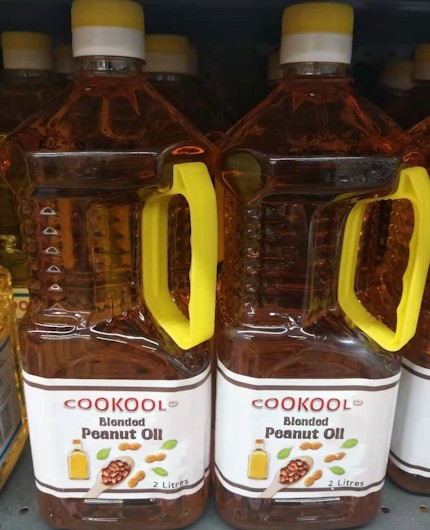 COOKOOL
Blended
Peanut Oil
2 Litres
COOKOOL
Blended
Peanut Oil
2 Litres